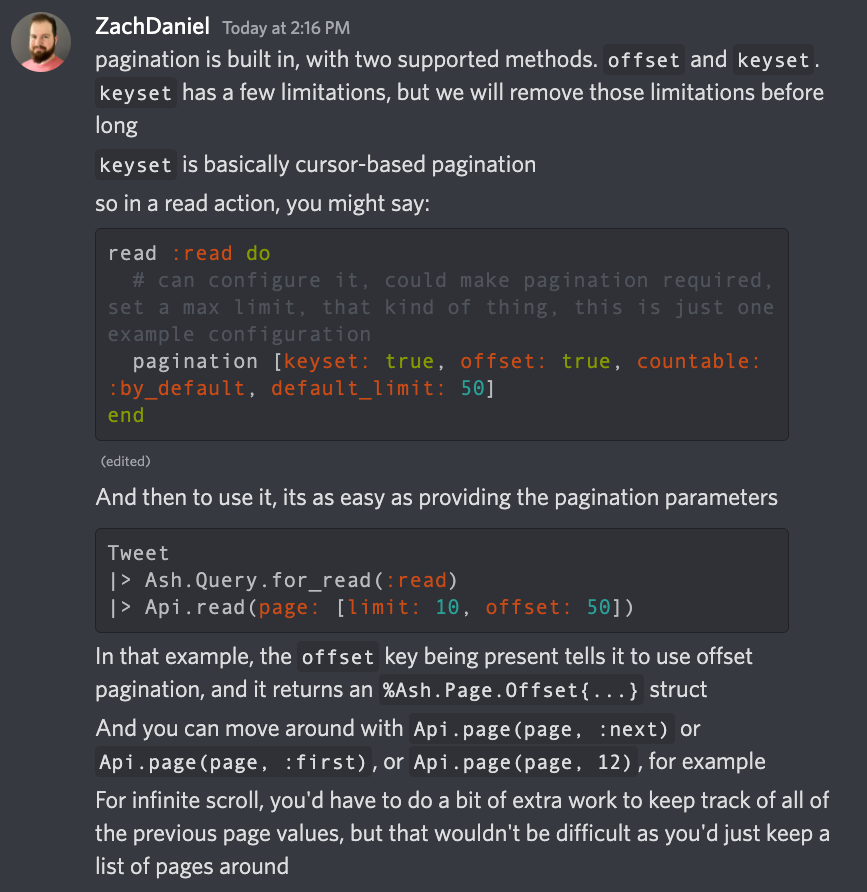 ZachDaniel Today at 2:16 PM
pagination is built in, with two supported methods. offset and keyset.
keyset has a few limitations, but we will remove those limitations before
long
keyset is basically cursor-based pagination
so in a read action, you might say:
read :read do
  # can configure it, could make pagination required,
set a max limit, that kind of thing, this is just one
example configuration
  pagination [keyset: true, offset: true, countable:
:by_default, default_limit: 50]
end
(edited)
And then to use it, its as easy as providing the pagination parameters
Tweet
|> Ash.Query.for_read(:read)
|> Api.read(page: [limit: 10, offset: 50])
In that example, the offset key being present tells it to use offset
pagination, and it returns an %Ash.Page.Offset{...} struct
And you can move around with Api.page(page, :next) or
Api.page(page, :first), or Api.page(page, 12), for example
For infinite scroll, you'd have to do a bit of extra work to keep track of all of
the previous page values, but that wouldn't be difficult as you'd just keep a
list of pages around